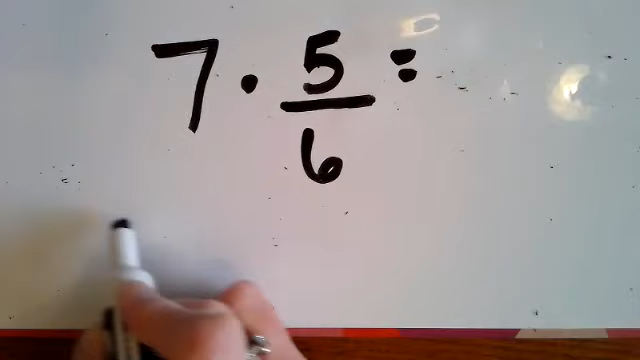 7 · 5/6 =